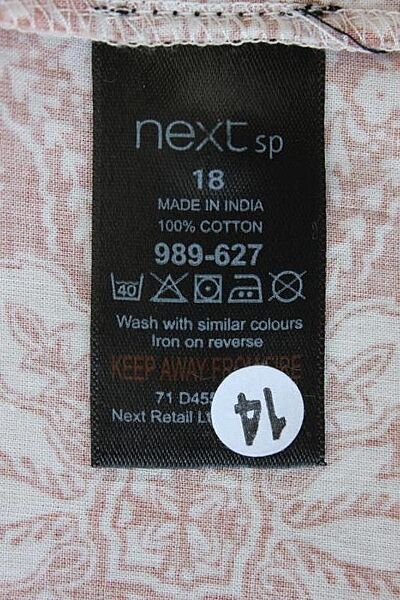 next sp
18
MADE IN INDIA
100% COTTON
989-627
40
Wash with similar colours
Iron on reverse
KEEP AWAY FROM FIRE
71 D45
Next Retail
14